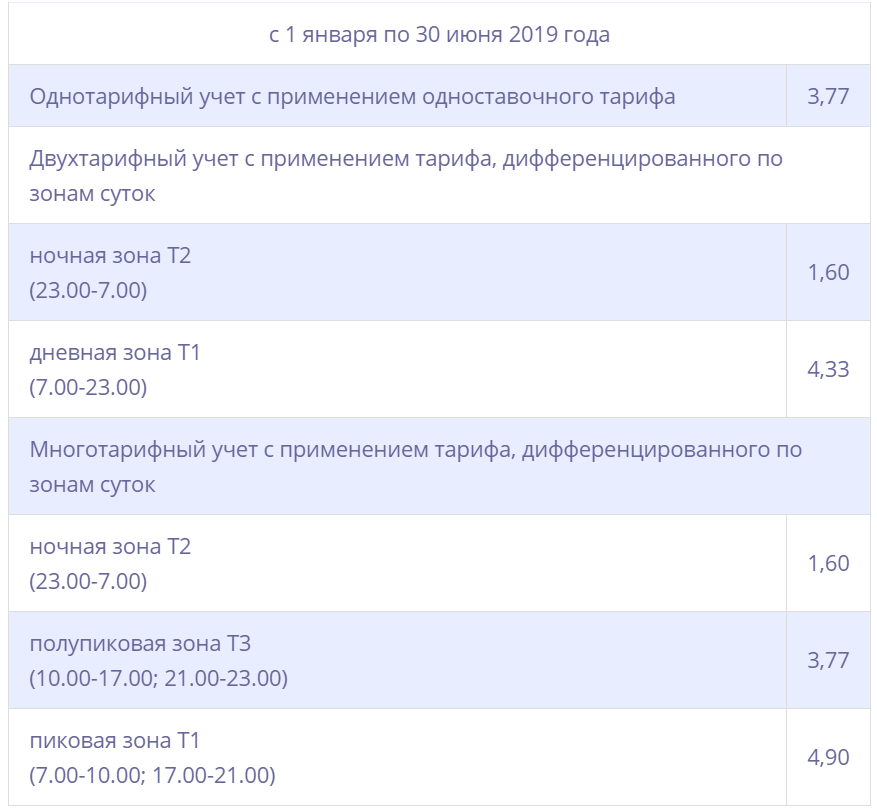 с 1 января по 30 июня 2019 года
Однотарифный учет с применением одноставочного тарифа 3,77
Двухтарифный учет с применением тарифа, дифференцированного по
зонам суток
ночная зона Т2
(23.00-7.00)
1,60
дневная зона Т1
(7.00-23.00)
4,33
Многотарифный учет с применением тарифа, дифференцированного по
зонам суток
ночная зона Т2
(23.00-7.00)
1,60
полупиковая зона Т3
(10.00-17.00; 21.00-23.00)
3,77
пиковая зона Т1
(7.00-10.00; 17.00-21.00)
4,90